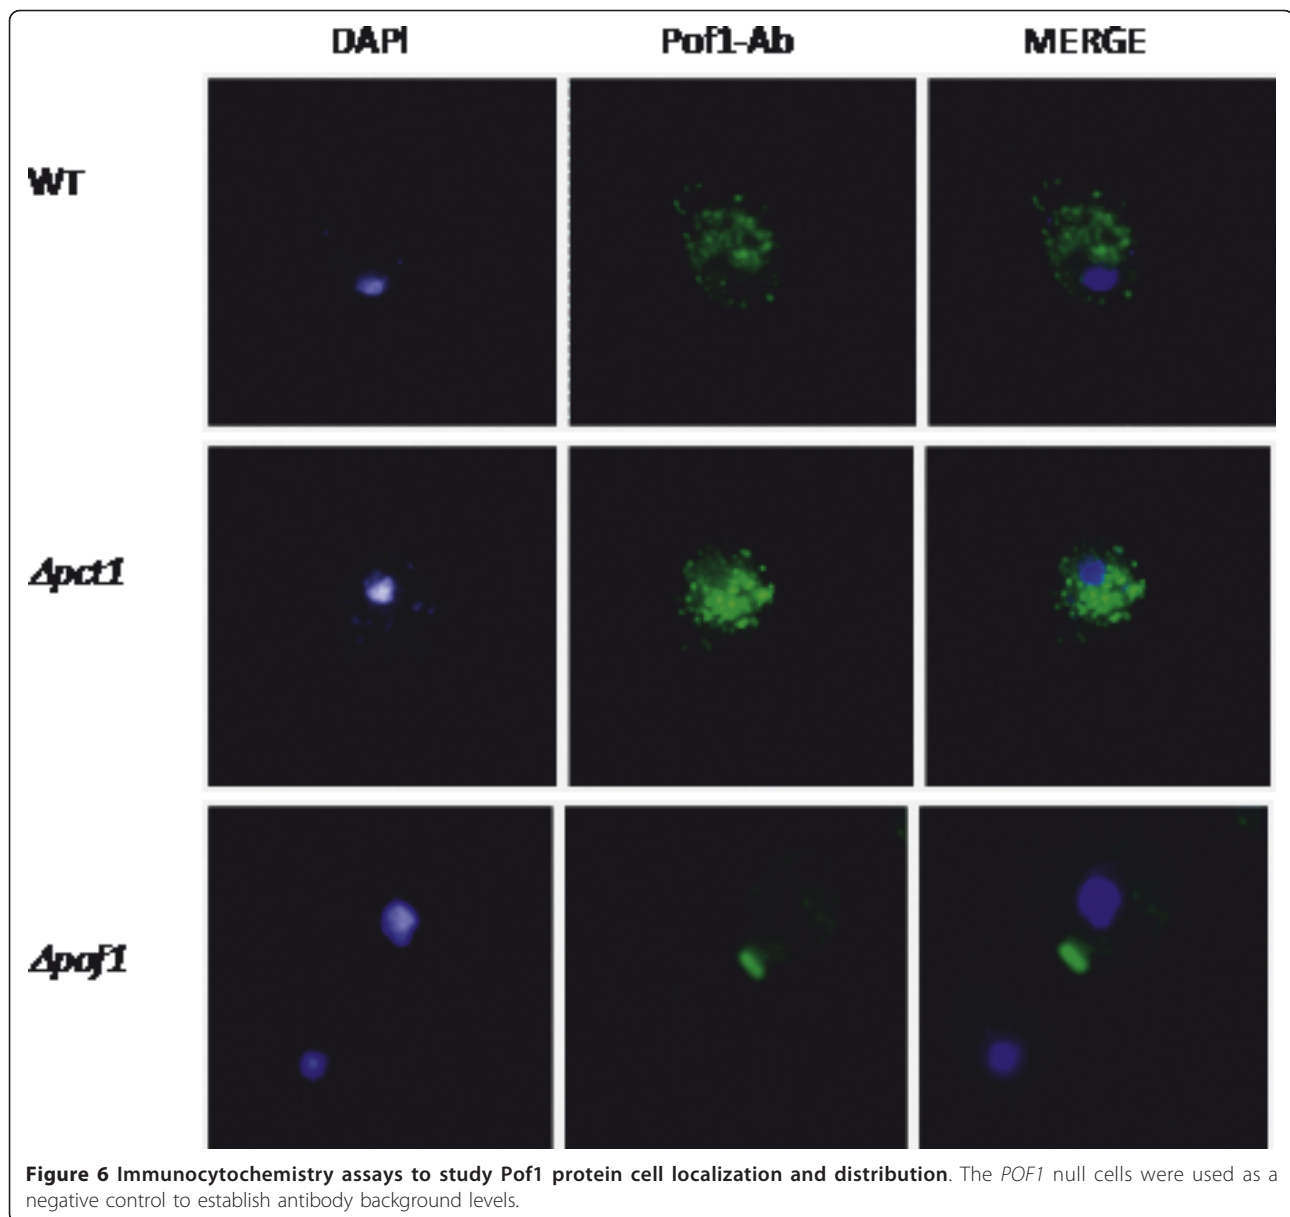 DAPI Pof1-Ab MERGE
WT
Δpct1
Δpof1
Figure 6 Immunocytochemistry assays to study Pof1 protein cell localization and distribution. The POF1 null cells were used as a
negative control to establish antibody background levels.